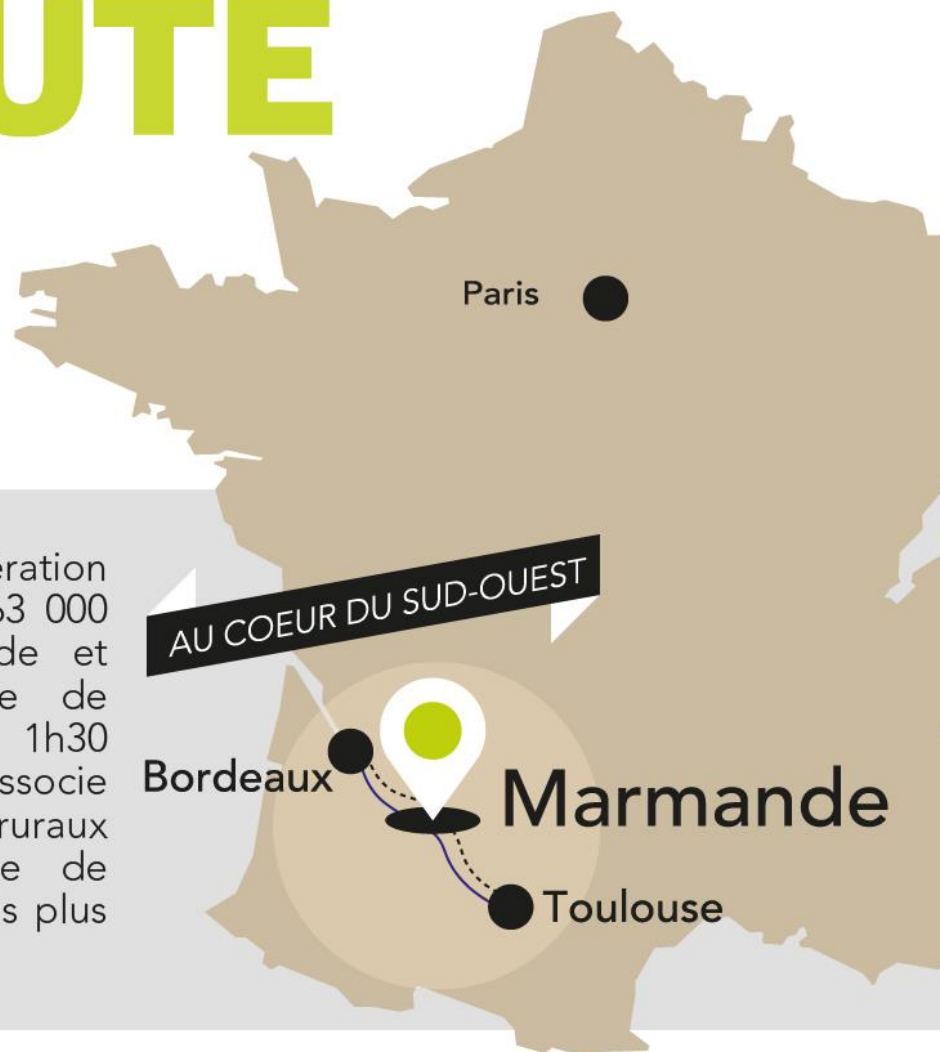 UTE
Paris
ération
63 000
de et
e de
1h30
ssocie
ruraux
e de
s plus
AU COEUR DU SUD-OUEST
Bordeaux
Marmande
Toulouse